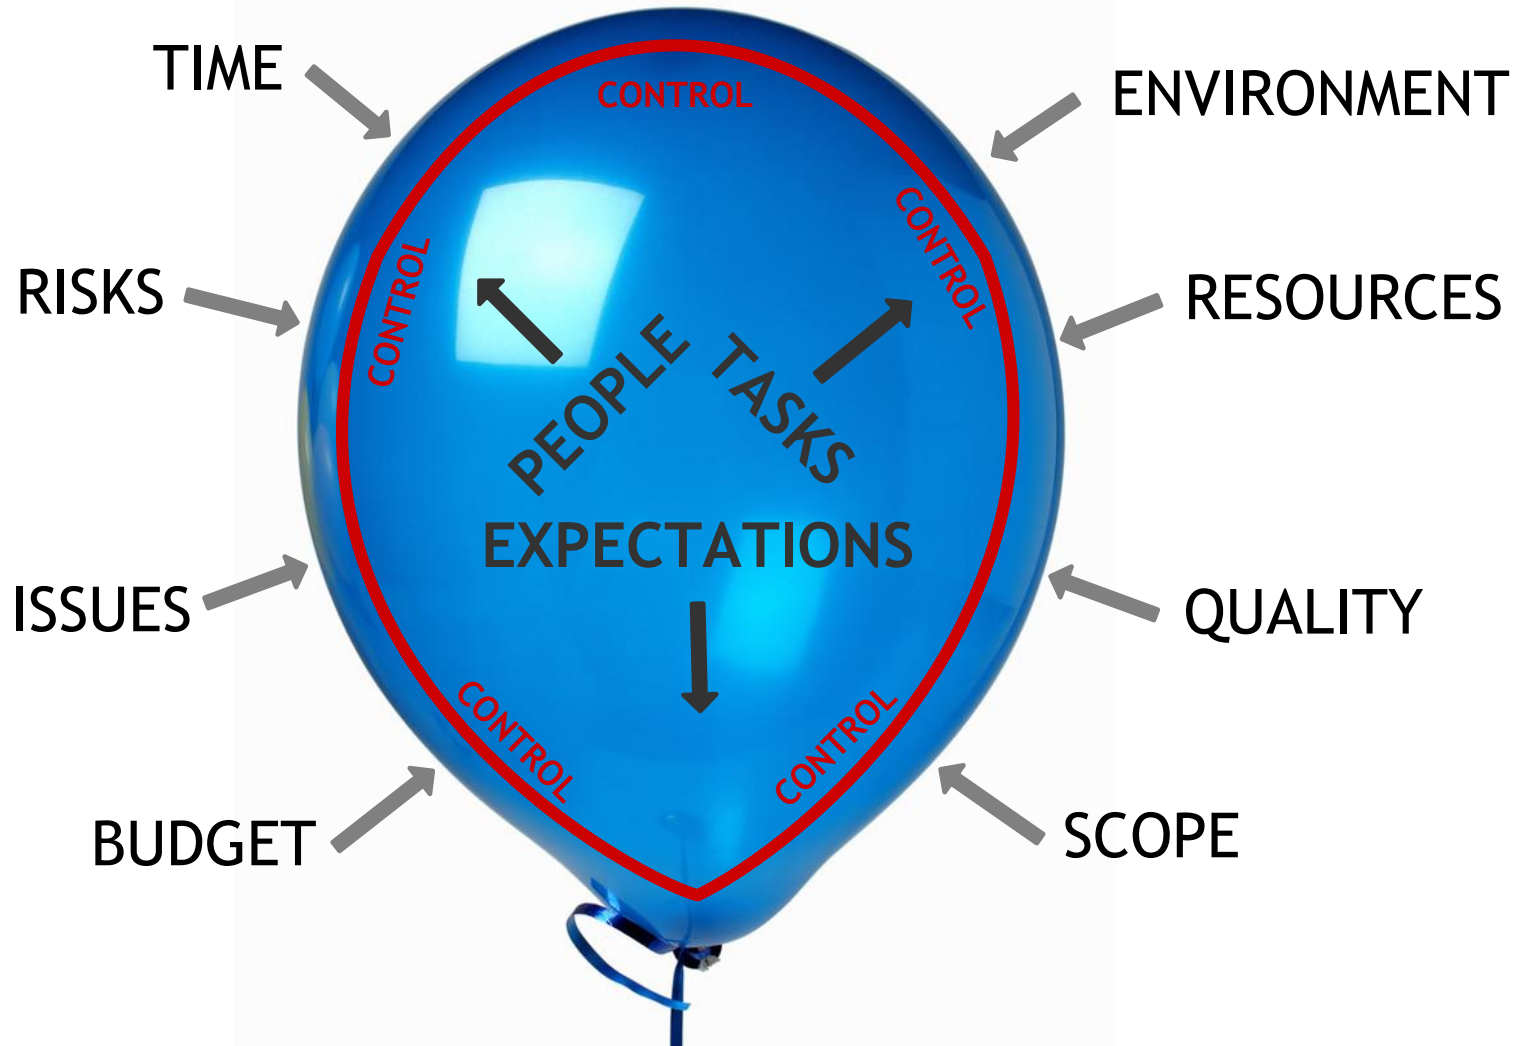 TIME
CONTROL
ENVIRONMENT
CONTROL
CONTROL
RISKS
RESOURCES
PEOPLE
TASKS
EXPECTATIONS
ISSUES
QUALITY
CONTROL
CONTROL
BUDGET
SCOPE